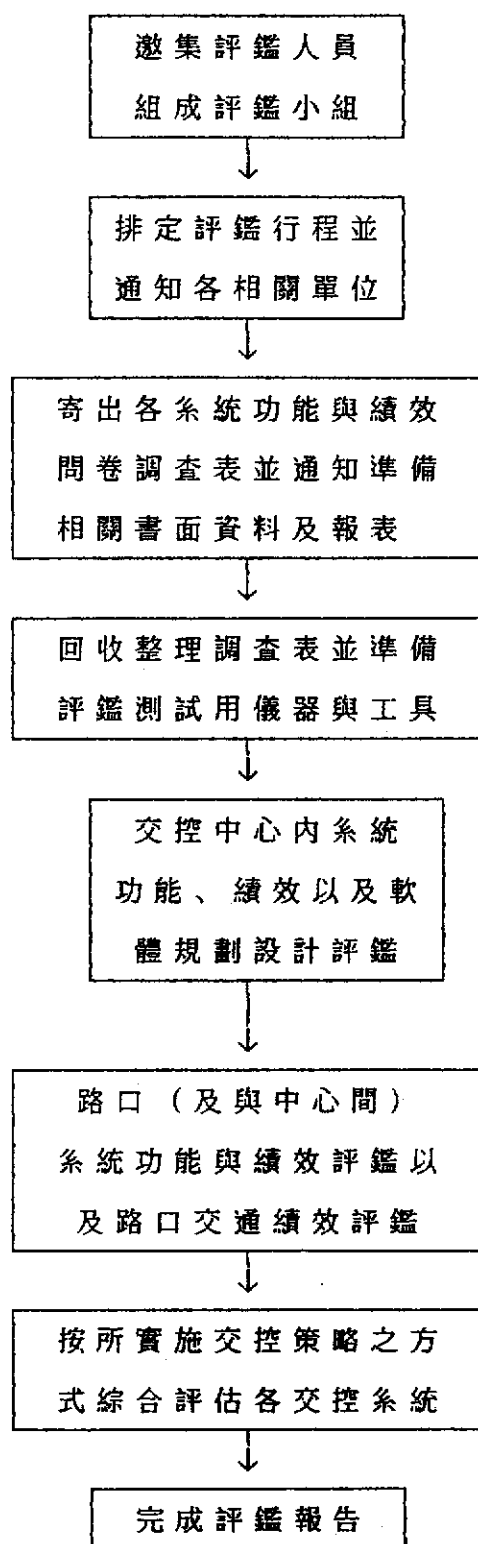 邀集評鑑人員
組成評鑑小組
排定評鑑行程並
通知各相關單位
寄出各系統功能與績效
問卷調查表並通知準備
相關書面資料及報表
回收整理調查表並準備
評鑑測試用儀器與工具
交控中心內系統
功能、績效以及軟
體規劃設計評鑑
路口（及與中心間）
系統功能與績效評鑑以
及路口交通績效評鑑
按所實施交控策略之方
式綜合評估各交控系統
完成評鑑報告